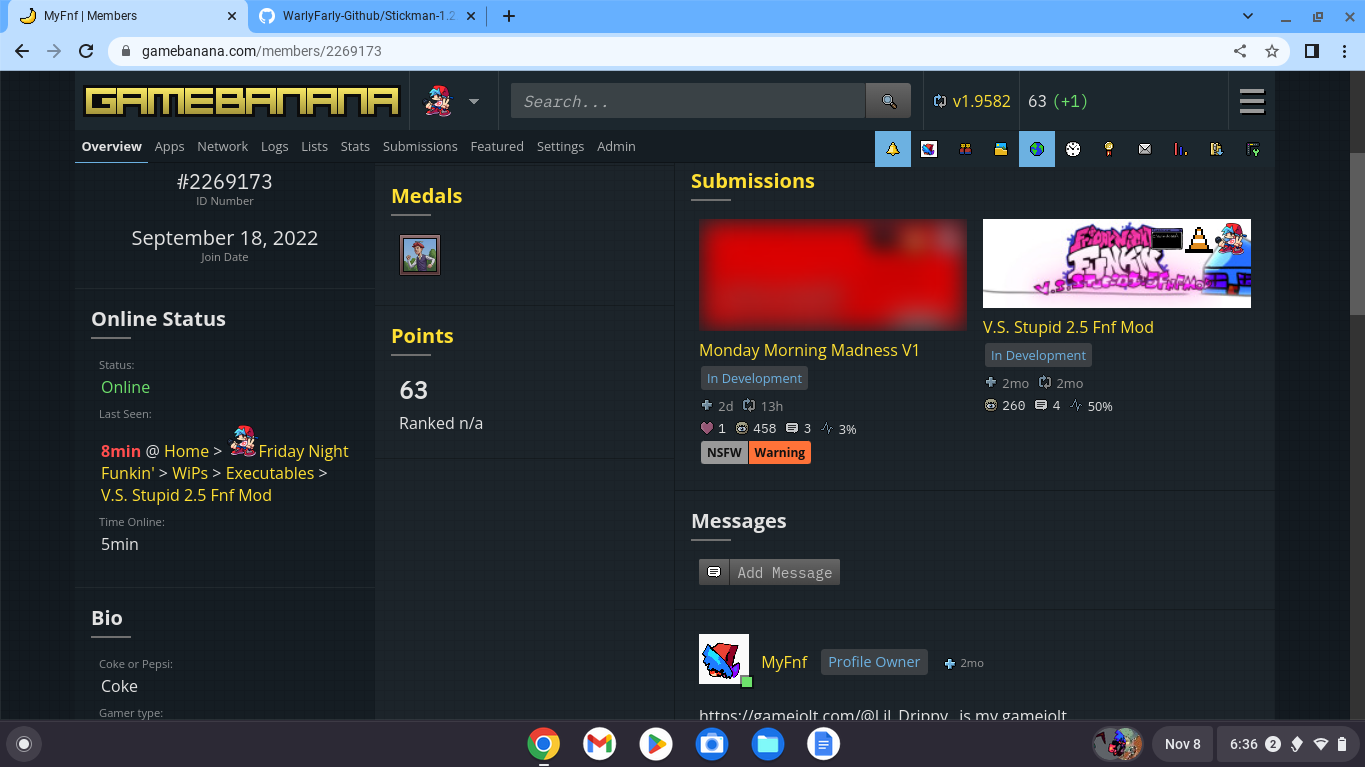 MyFnf | Members
WarlyFarly-Github/Stickman-1.2
gamebanana.com/members/2269173
GAMEBANANA
Search...
v1.9582
63 (+1)
Overview Apps Network Logs Lists Stats Submissions Featured Settings Admin
#2269173
ID Number
September 18, 2022
Join Date
Online Status
Status:
Online
Last Seen:
8min @ Home > Friday Night
Funkin' > WiPs > Executables >
V.S. Stupid 2.5 Fnf Mod
Time Online:
5min
Bio
Coke or Pepsi:
Coke
Gamer type:
Medals
Points
63
Ranked n/a
Submissions
Monday Morning Madness V1
In Development
2d 13h
1 458 3 3%
NSFW Warning
Friday Night
Funkin
V.S. Stupid 2.5 Fnf Mod
In Development
2mo 2mo
260 4 50%
Messages
Add Message
MyFnf Profile Owner 2mo
https://gamejolt.com/@Lil_Drippy_ is my gamejolt
Nov 8
6:36 2